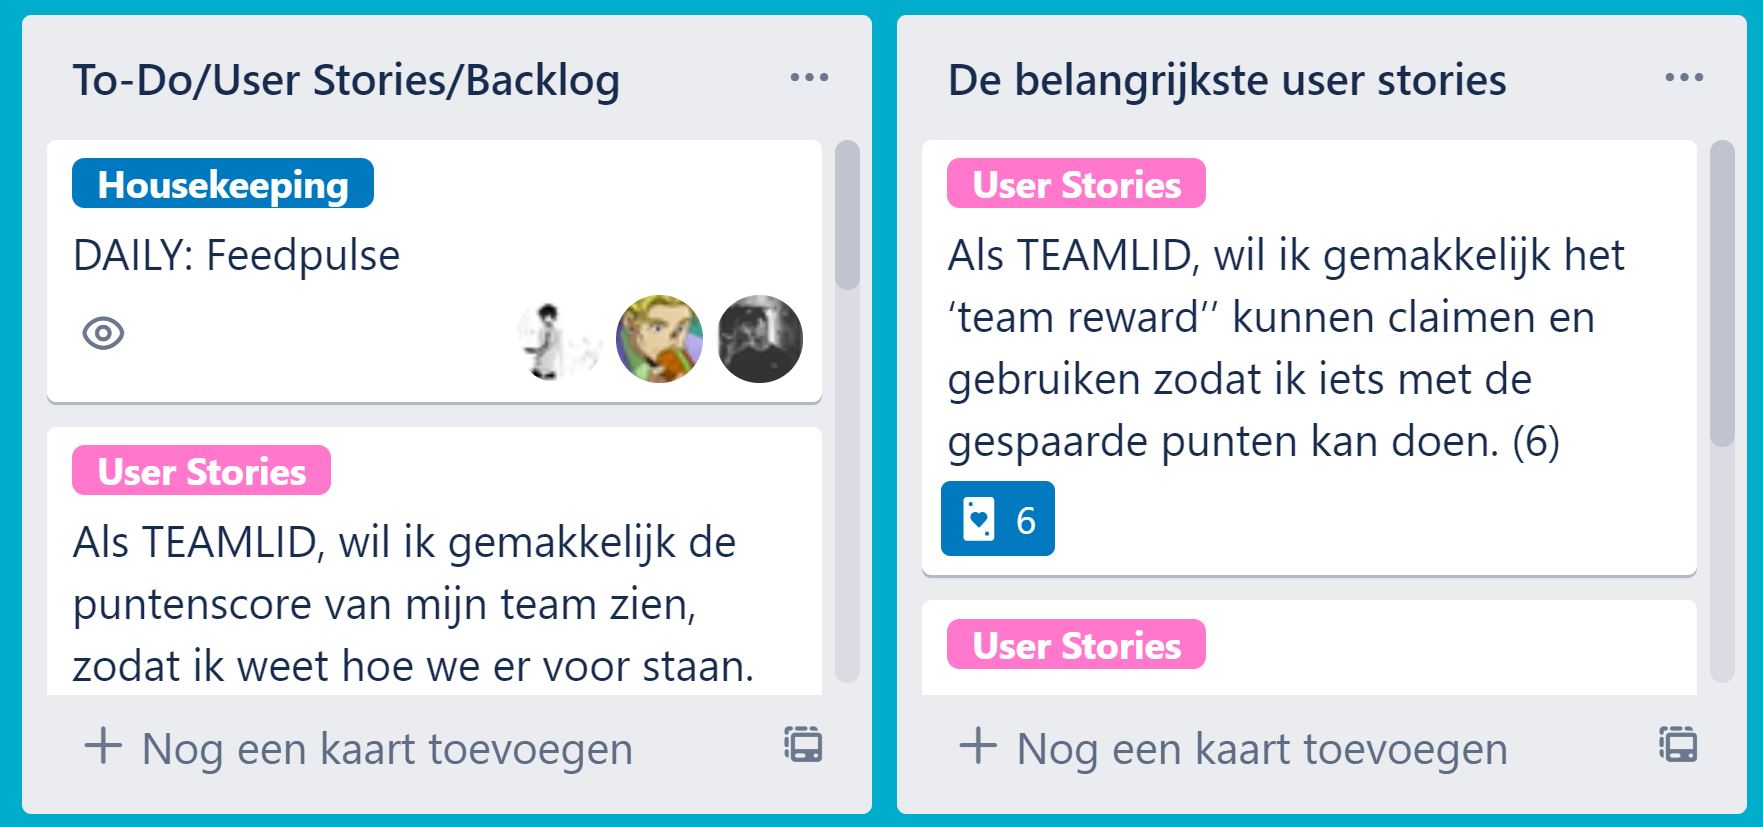 To-Do/User Stories/Backlog
Housekeeping
DAILY: Feedpulse
User Stories
Als TEAMLID, wil ik gemakkelijk de
puntenscore van mijn team zien,
zodat ik weet hoe we er voor staan.
Nog een kaart toevoegen
De belangrijkste user stories
User Stories
Als TEAMLID, wil ik gemakkelijk het
‘team reward’’ kunnen claimen en
gebruiken zodat ik iets met de
gespaarde punten kan doen. (6)
6
User Stories
Nog een kaart toevoegen